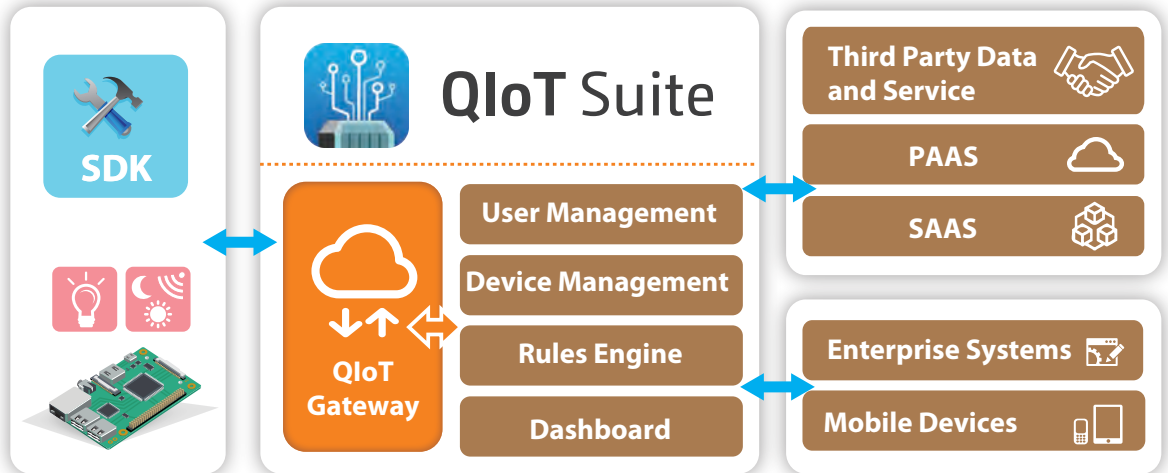 SDK
QIoT Suite
QIoT
Gateway
User Management
Device Management
Rules Engine
Dashboard
Third Party Data
and Service
PAAS
SAAS
Enterprise Systems
Mobile Devices